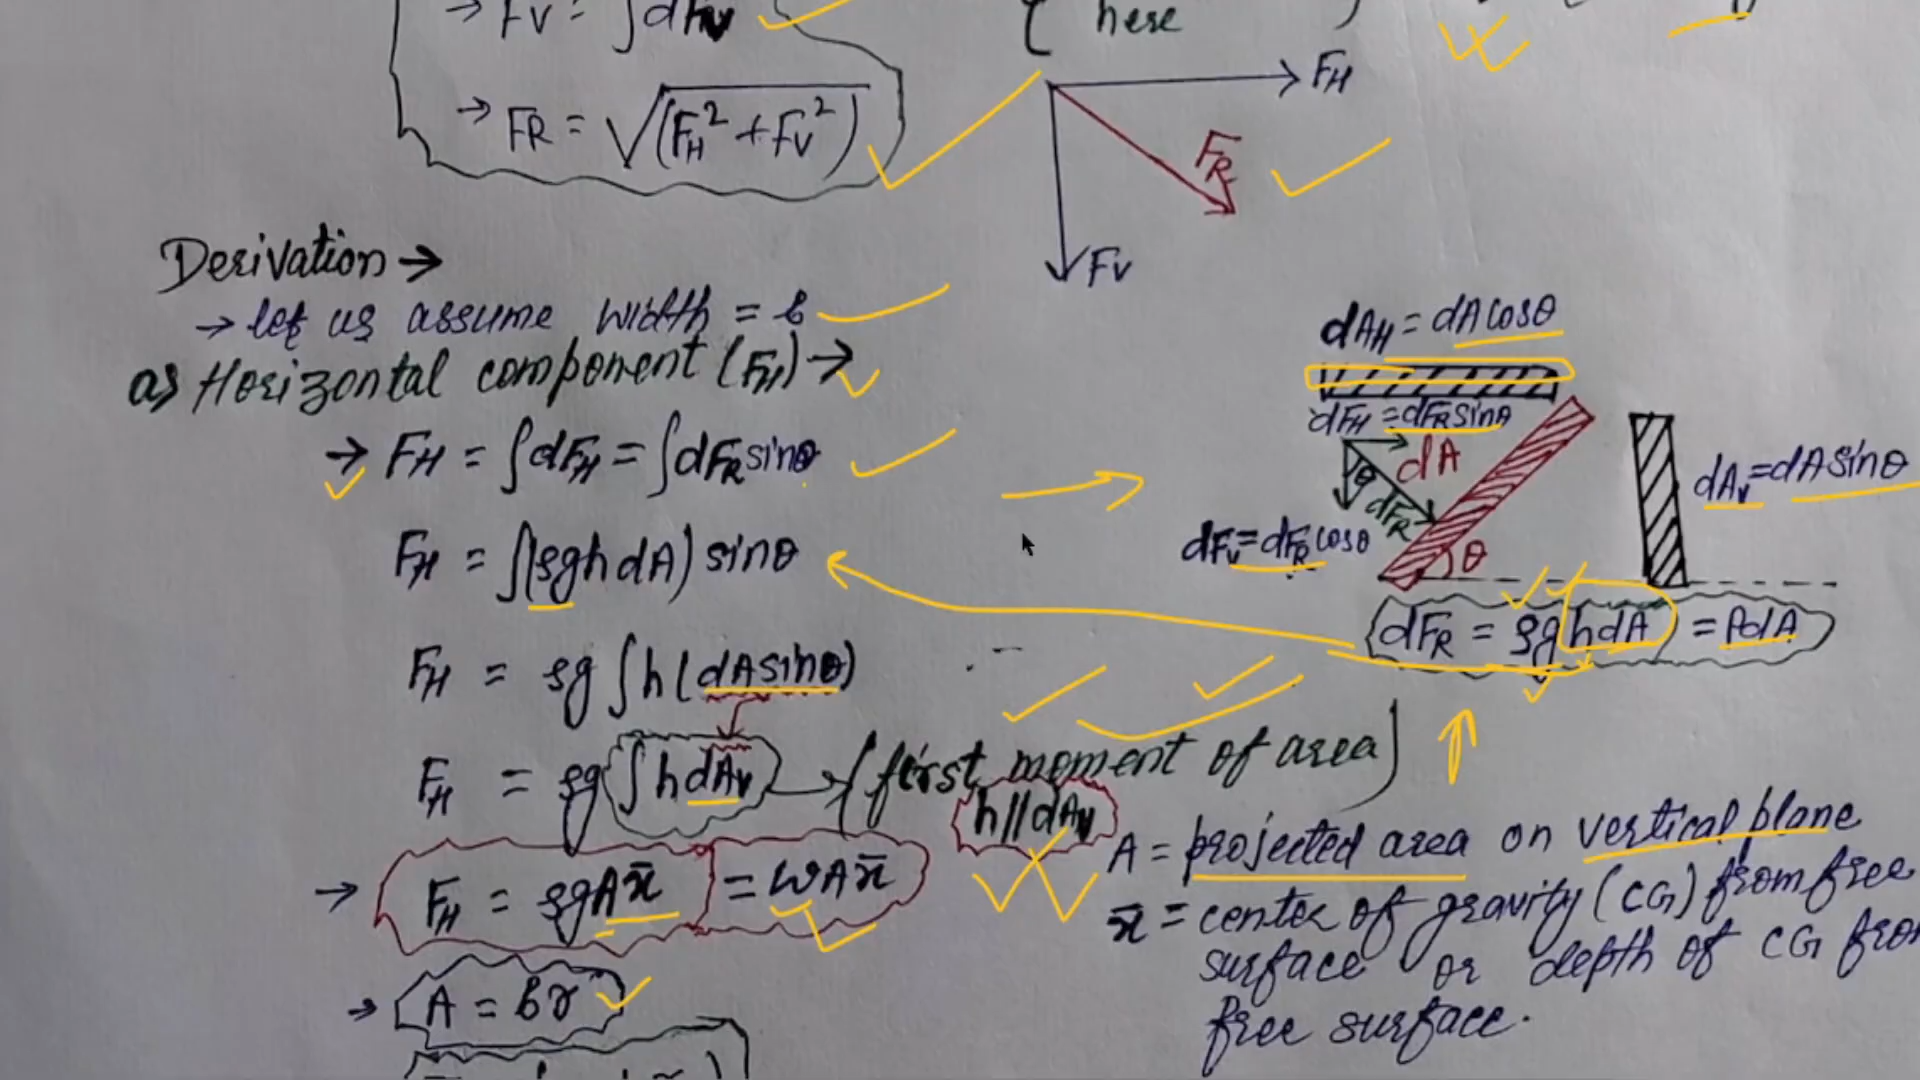 → FV = ∫dFV
{ here )
→ FR = √(FH² + FV²)
FH
FR
FV
Derivation →
→ let us assume width = b
a) Horizontal component (FH) →
→ FH = ∫dFH = ∫dFR sinθ
FH = ∫(ρgh dA) sinθ
FH = ρg ∫h (dA sinθ)
FH = ρg ∫h dAv → (first moment of area)
h // dAv
→ FH = ρgAx̄ = wAx̄
→ A = br
dAH = dA cosθ
dFH = dFR sinθ
dA
θ
dFR
dFv = dFR cosθ
θ
dAv = dA sinθ
dFR = ρg h dA = PdA
A = projected area on vertical plane
x̄ = center of gravity (CG) from free
surface or depth of CG fro
free surface.